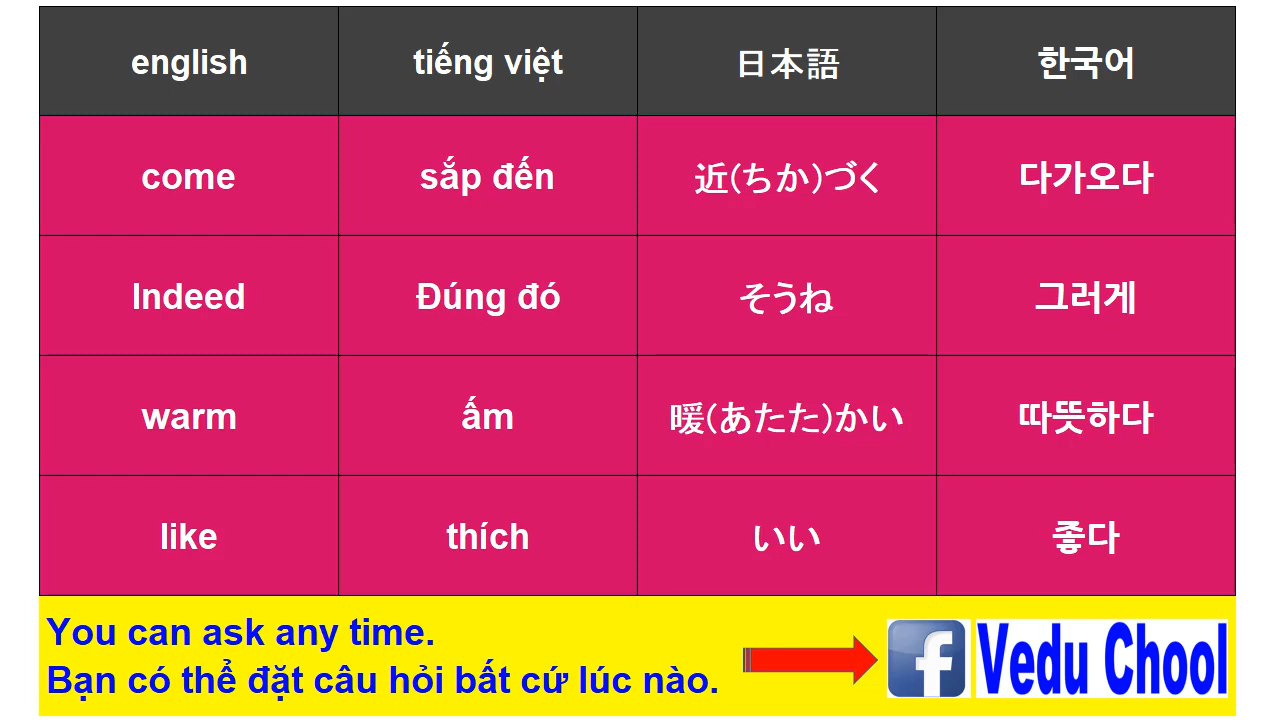 english tiếng việt 日本語 한국어
come sắp đến 近(ちか)づく 다가오다
Indeed Đúng đó そうね 그러게
warm ấm 暖(あたた)かい 따뜻하다
like thích いい 좋다
You can ask any time.
Bạn có thể đặt câu hỏi bất cứ lúc nào.
f Vedu Chool